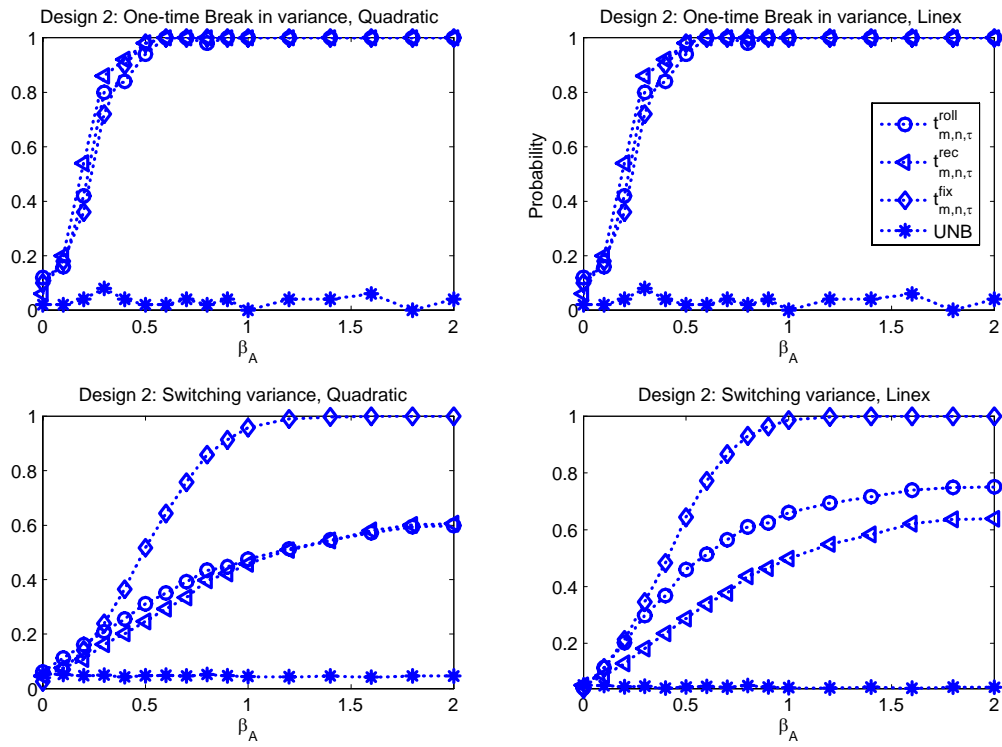 Design 2: One-time Break in variance, Quadratic
1
0.8
0.6
0.4
0.2
0
0 0.5 1 1.5 2
β_A
Design 2: One-time Break in variance, Linex
Probability
1
0.8
0.6
0.4
0.2
0
0 0.5 1 1.5 2
β_A
t^roll_m,n,τ
t^rec_m,n,τ
t^fix_m,n,τ
UNB
Design 2: Switching variance, Quadratic
1
0.8
0.6
0.4
0.2
0
0 0.5 1 1.5 2
β_A
Design 2: Switching variance, Linex
1
0.8
0.6
0.4
0.2
0 0.5 1 1.5 2
β_A